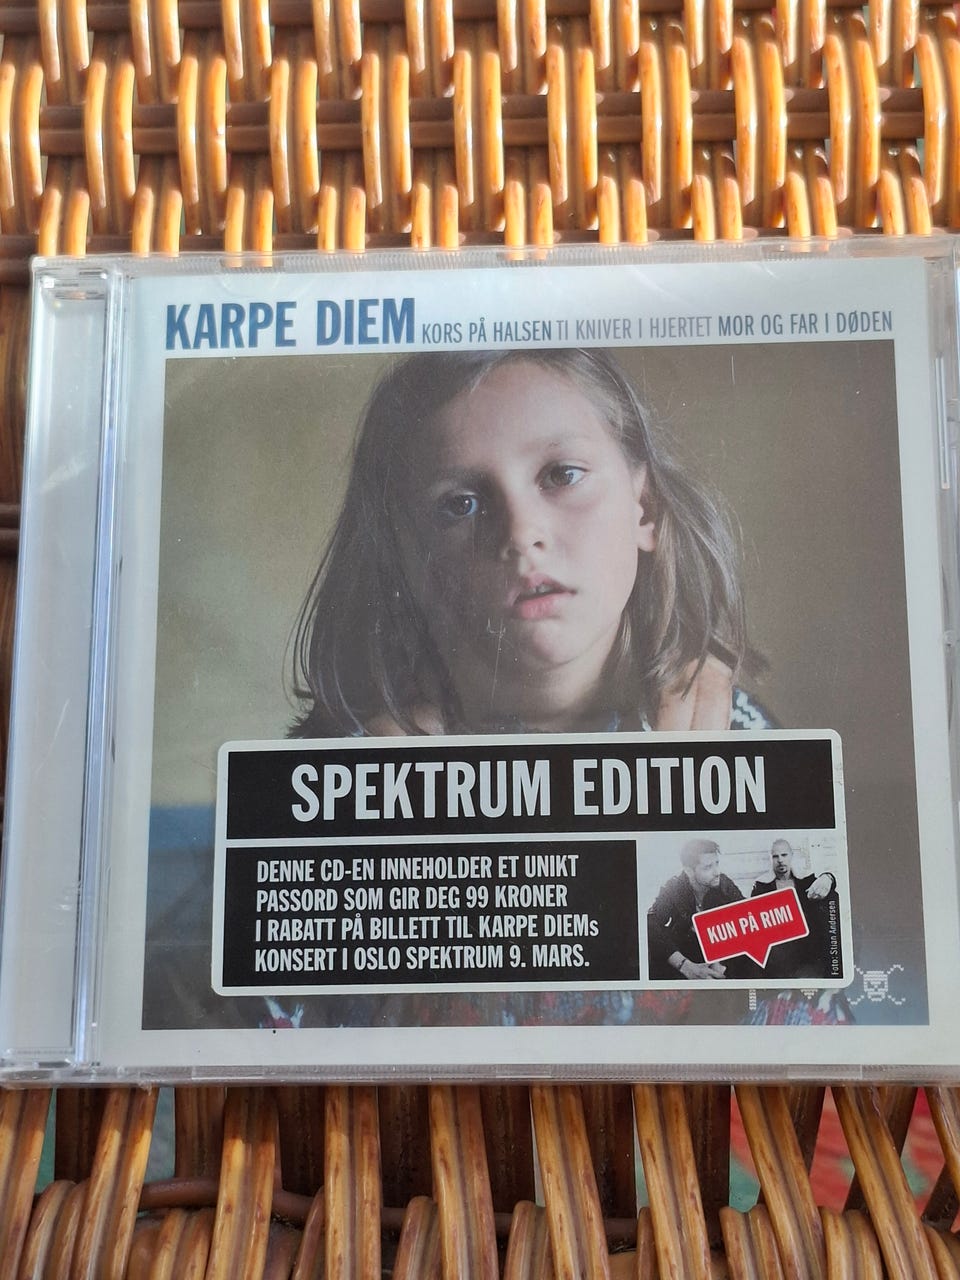 KARPE DIEM KORS PÅ HALSEN TI KNIVER I HJERTET MOR OG FAR I DØDEN
SPEKTRUM EDITION
DENNE CD-EN INNEHOLDER ET UNIKT
PASSORD SOM GIR DEG 99 KRONER
I RABATT PÅ BILLETT TIL KARPE DIEMs
KONSERT I OSLO SPEKTRUM 9. MARS.
KUN PÅ RIMI
Foto: Stian Andersen